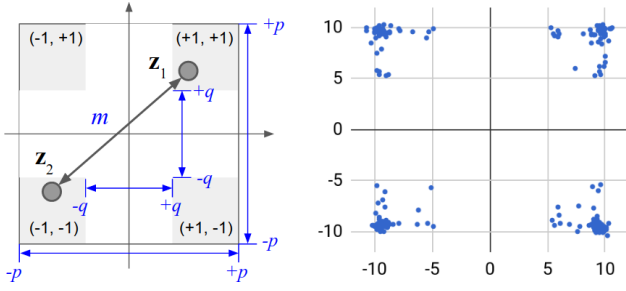 +p
(-1, +1)
(+1, +1)
z₁
+q
m
z₂
-q
-q
+q
(-1, -1)
(+1, -1)
-p
-p
+p
10
5
0
-5
-10
-10
-5
0
5
10